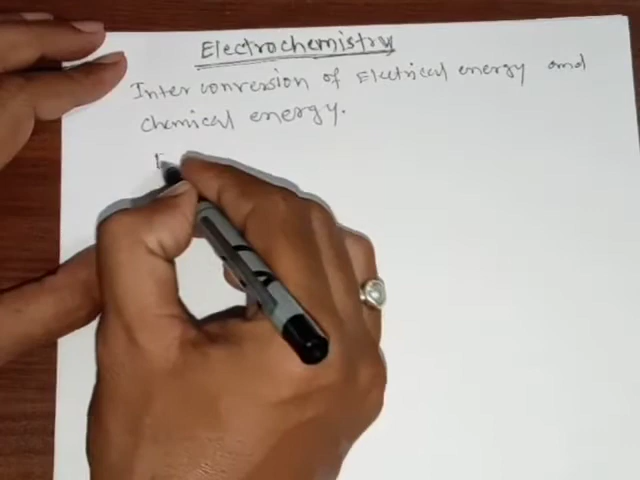 Electrochemistry
Inter conversion of Electrical energy and
chemical energy.